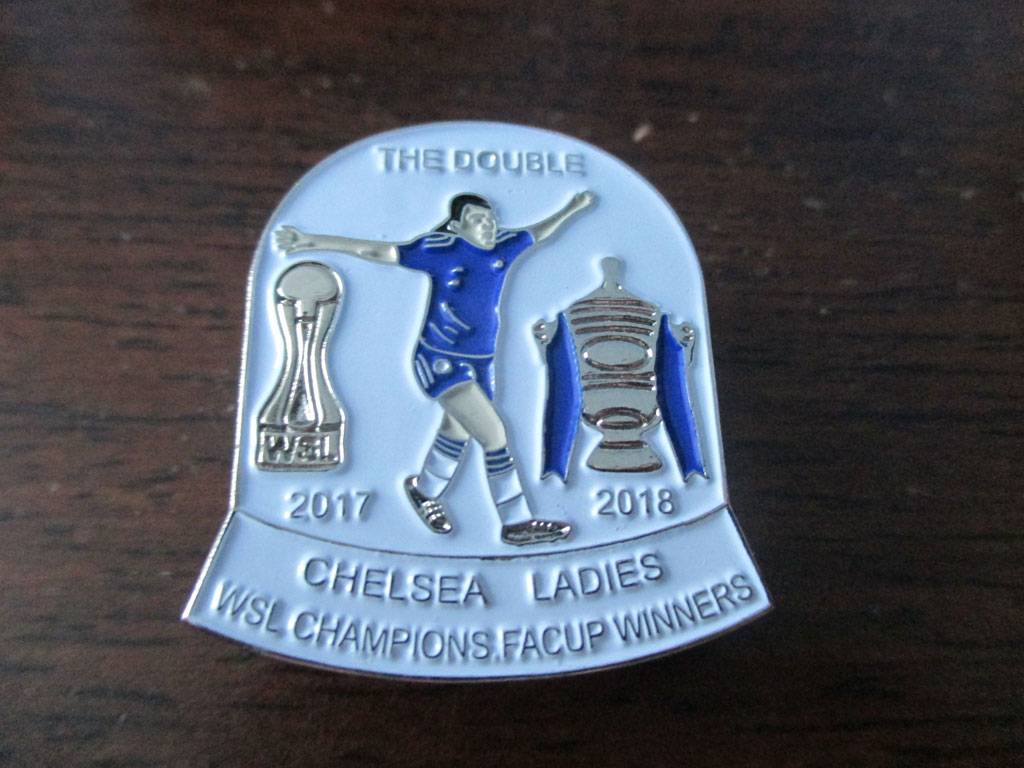 THE DOUBLE
WSL
2017 2018
CHELSEA LADIES
WSL CHAMPIONS.FACUP WINNERS